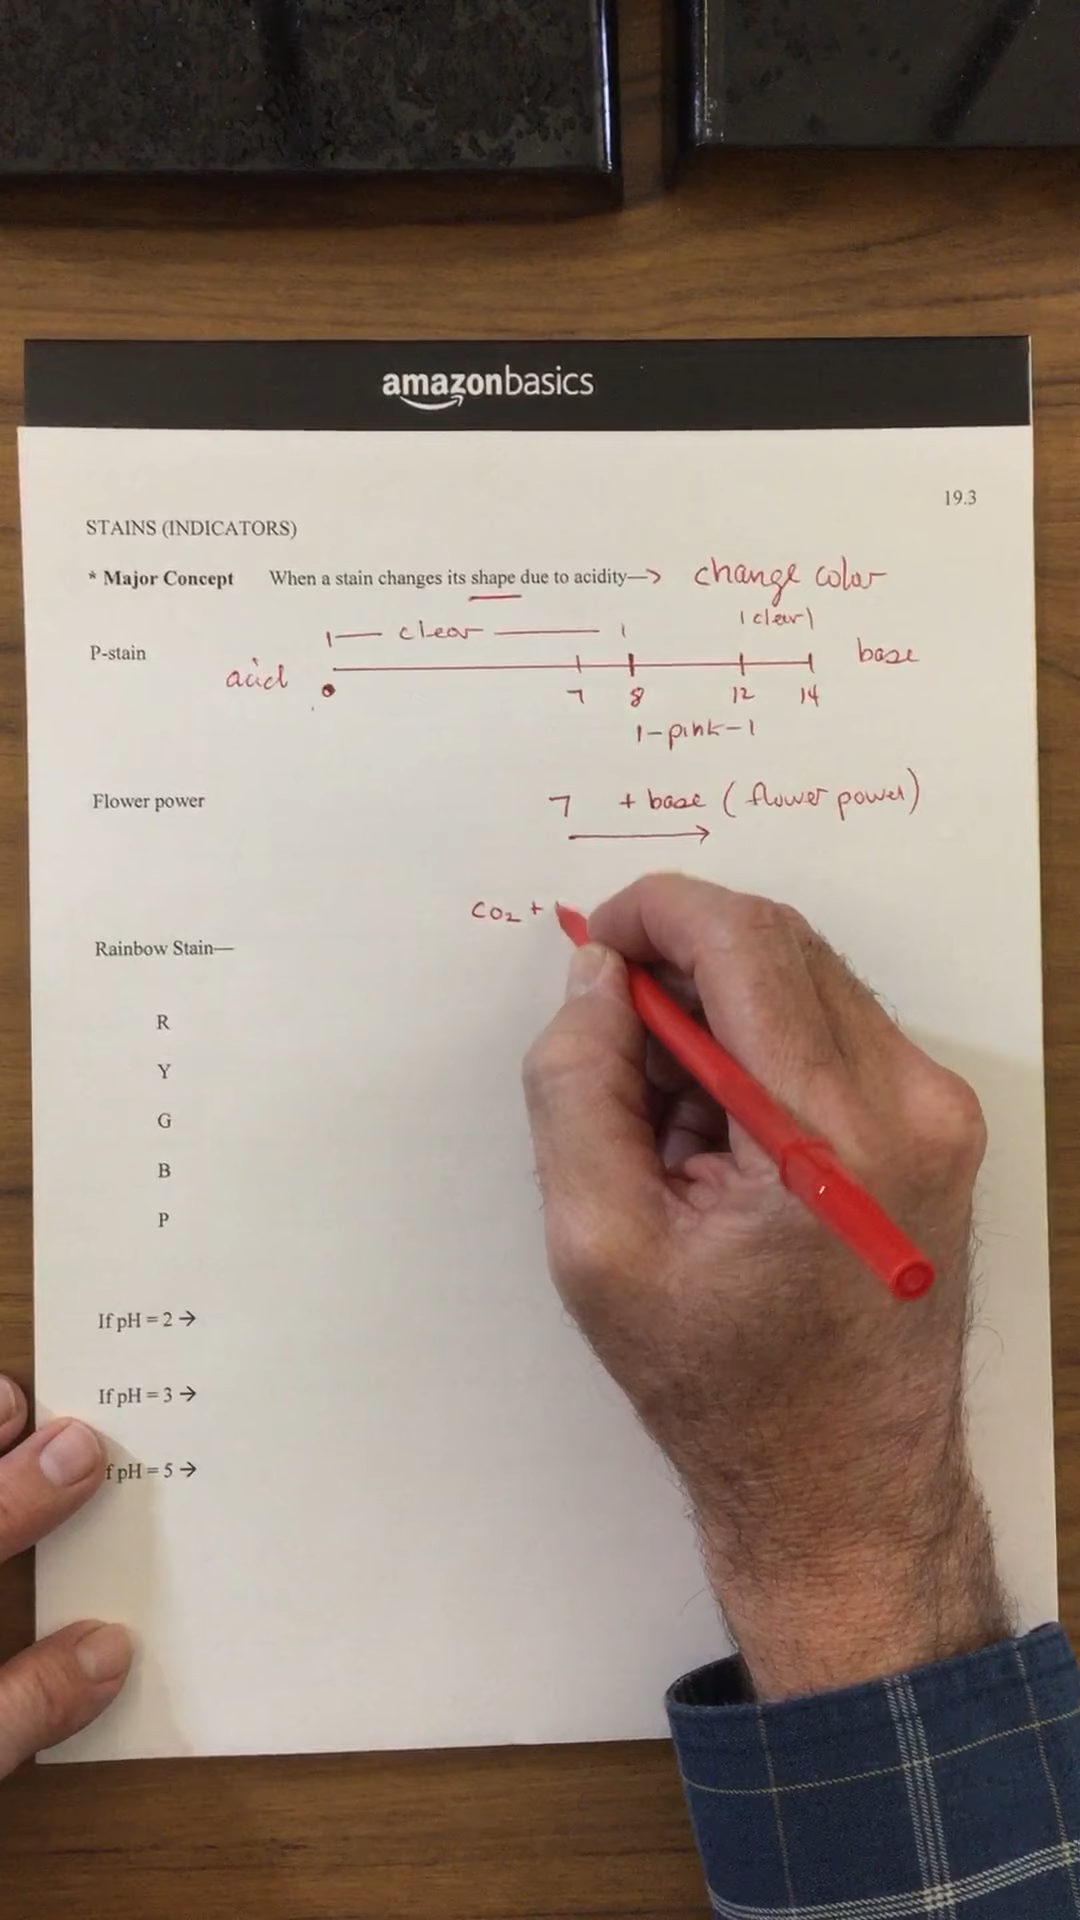 amazonbasics
19.3
STAINS (INDICATORS)
* Major Concept When a stain changes its shape due to acidity—> change color
|— clear ——— | |clear|
P-stain acid base
7 8 12 14
|-pink-|
Flower power 7 + base (flower power)
CO₂ +
Rainbow Stain—
R
Y
G
B
P
If pH = 2 →
If pH = 3 →
f pH = 5 →